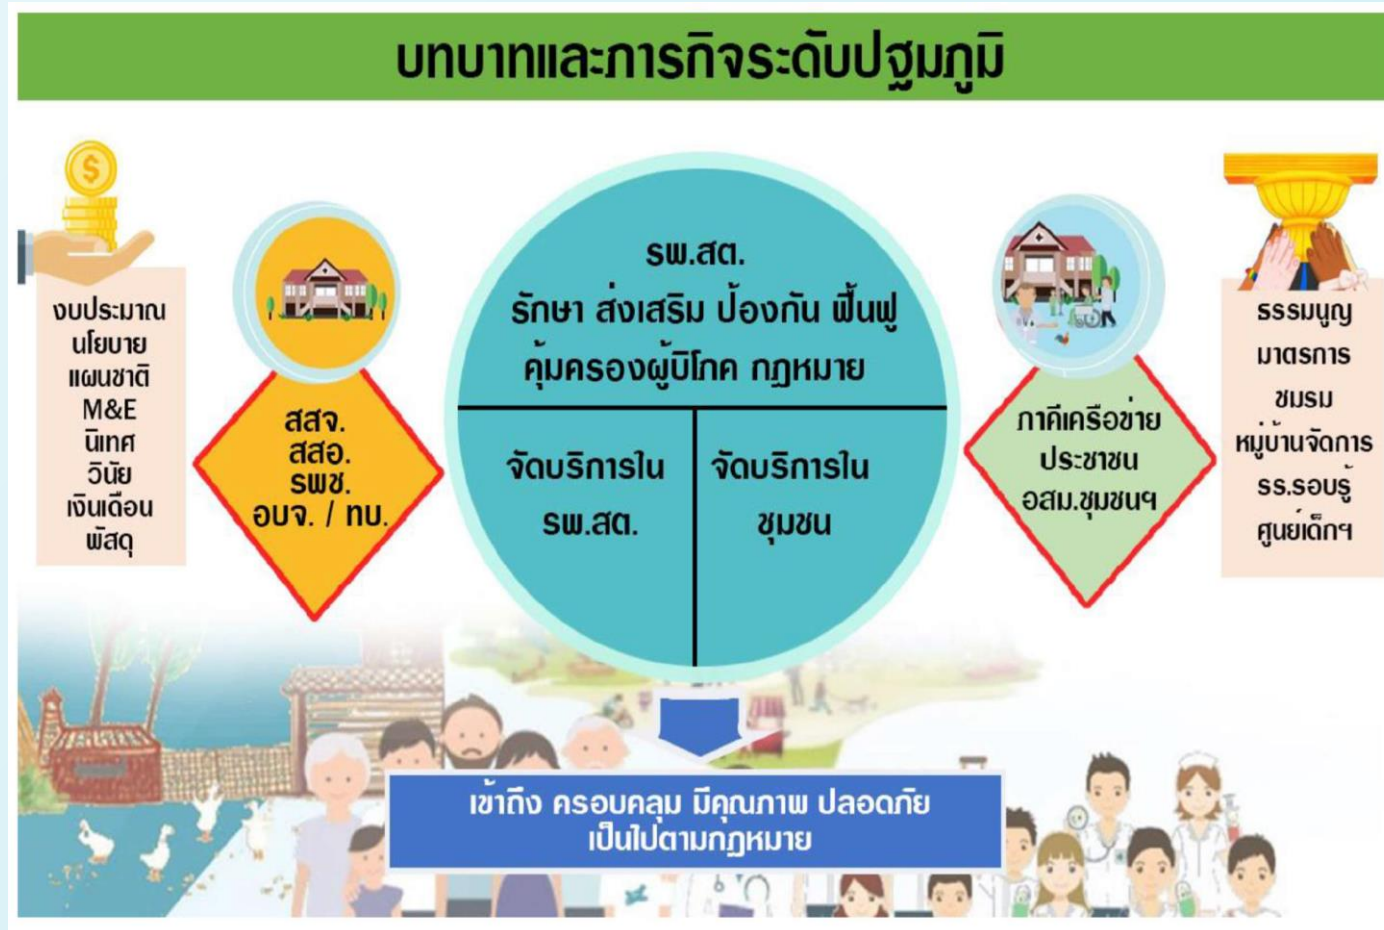 บทบาทและภารกิจระดับปฐมภูมิ
$
งบประมาณ
นโยบาย
แผนชาติ
M&E
นิเทศ
วินัย
เงินเดือน
พัสดุ
สสจ.
สสอ.
รพช.
อบจ. / ทบ.
รพ.สต.
รักษา ส่งเสริม ป้องกัน ฟื้นฟู
คุ้มครองผู้บิโภค กฎหมาย
จัดบริการใน
รพ.สต.
จัดบริการใน
ชุมชน
ภาคีเครือข่าย
ประชาชน
อสม.ชุมชนฯ
ธรรมนูญ
มาตรการ
ชมรม
หมู่บ้านจัดการ
รร.รอบรู้
ศูนย์เด็กฯ
เข้าถึง ครอบคลุม มีคุณภาพ ปลอดภัย
เป็นไปตามกฎหมาย